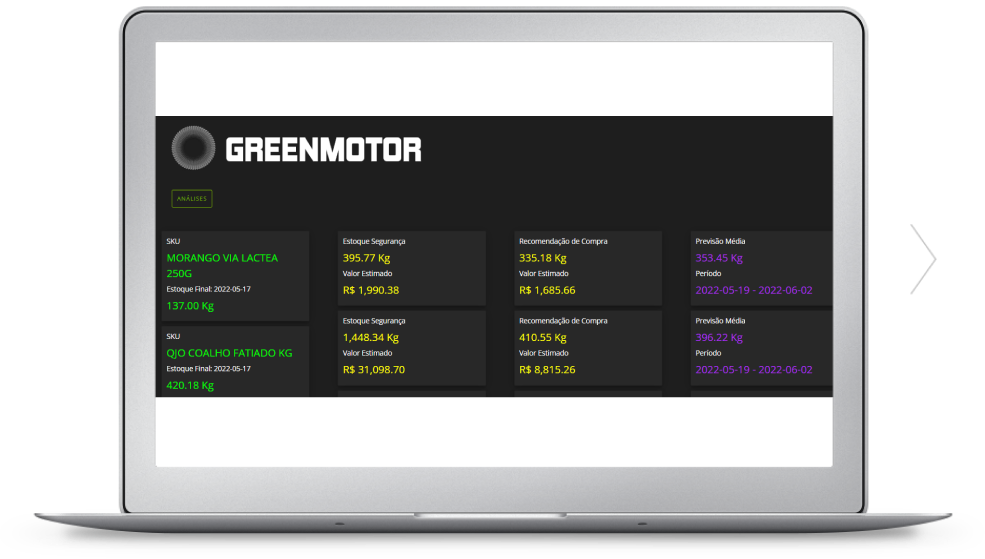 GREENMOTOR
ANÁLISES
SKU
MORANGO VIA LACTEA
250G
Estoque Final: 2022-05-17
137.00 Kg
Estoque Segurança
395.77 Kg
Valor Estimado
R$ 1,990.38
Recomendação de Compra
335.18 Kg
Valor Estimado
R$ 1,685.66
Previsão Média
353.45 Kg
Período
2022-05-19 - 2022-06-02
SKU
QJO COALHO FATIADO KG
Estoque Final: 2022-05-17
420.18 Kg
Estoque Segurança
1,448.34 Kg
Valor Estimado
R$ 31,098.70
Recomendação de Compra
410.55 Kg
Valor Estimado
R$ 8,815.26
Previsão Média
396.22 Kg
Período
2022-05-19 - 2022-06-02